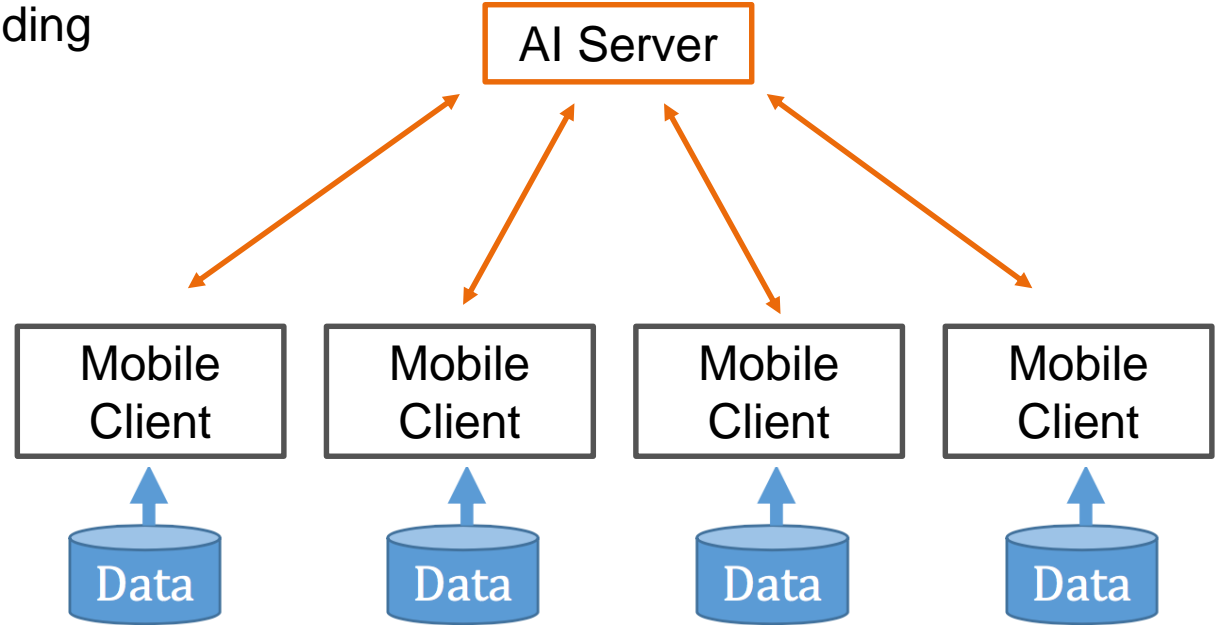 ding
AI Server
Mobile
Client
Mobile
Client
Mobile
Client
Mobile
Client
Data
Data
Data
Data